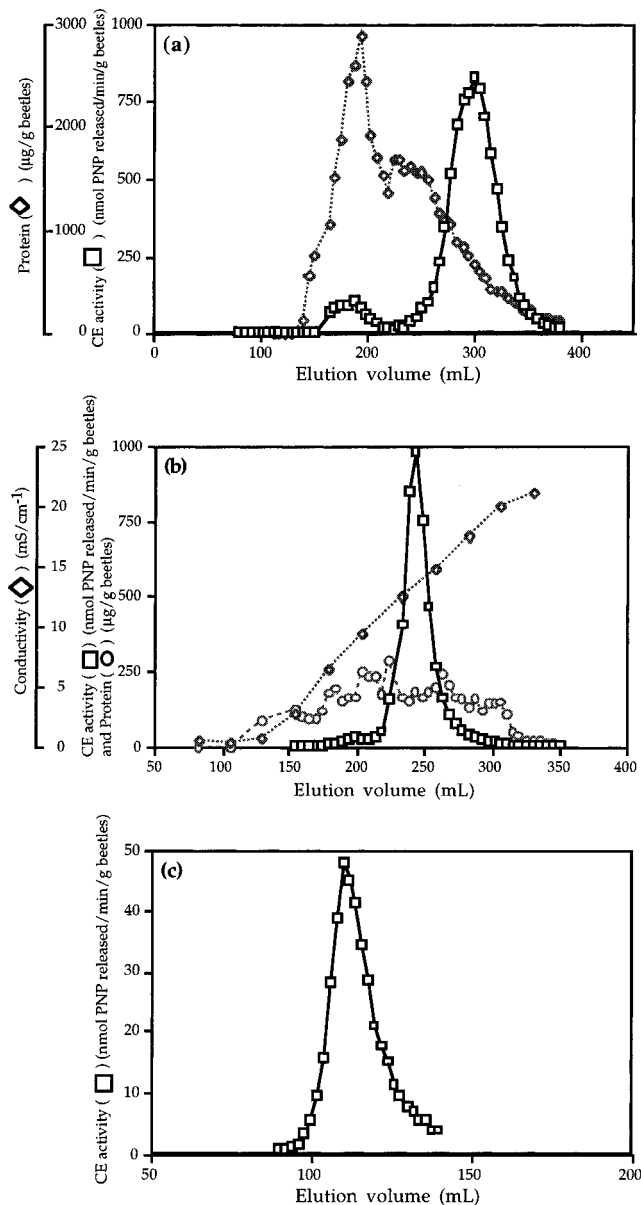 (a)
Protein (◇) (µg/g beetles)
3000
2000
1000
0
CE activity (□) (nmol PNP released/min/g beetles)
1000
750
500
250
0
0 100 200 300 400
Elution volume (mL)
(b)
Conductivity (◇) (mS/cm⁻¹)
25
20
15
10
5
0
CE activity (□) (nmol PNP released/min/g beetles)
and Protein (○) (µg/g beetles)
1000
750
500
250
0
50 100 150 200 250 300 350
Elution volume (mL)
(c)
CE activity (□) (nmol PNP released/min/g beetles)
50
40
30
20
10
0
50 100 150 200
Elution volume (mL)